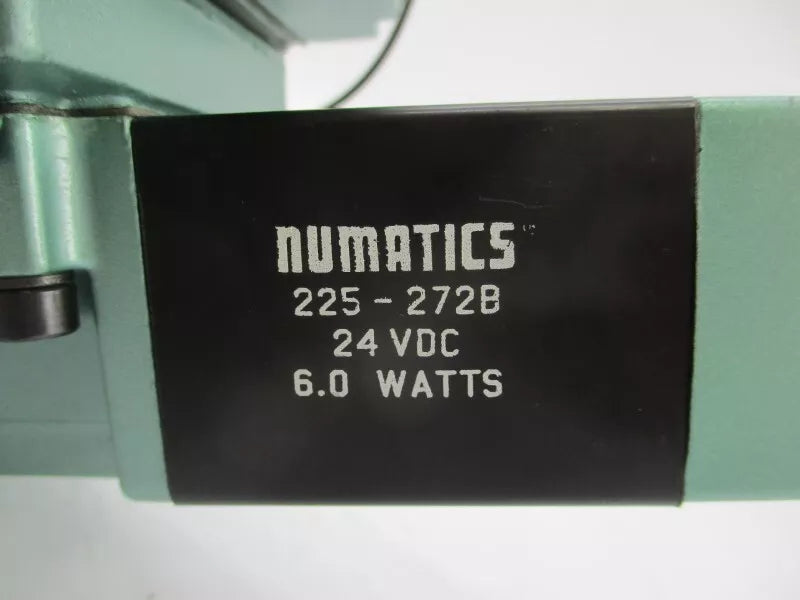 NUMATICS
225-272B
24 VDC
6.0 WATTS